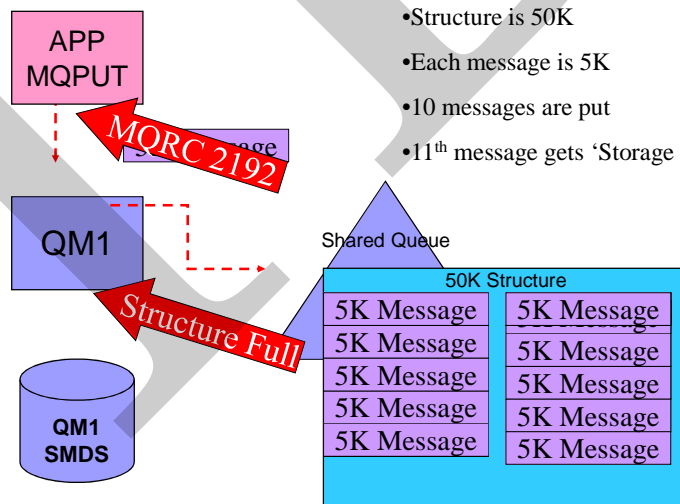 •Structure is 50K
•Each message is 5K
•10 messages are put
•11th message gets ‘Storage
APP
MQPUT
MQRC 2192
QM1
Shared Queue
Structure Full
50K Structure
5K Message
5K Message
5K Message
5K Message
5K Message
5K Message
5K Message
5K Message
5K Message
5K Message
QM1
SMDS